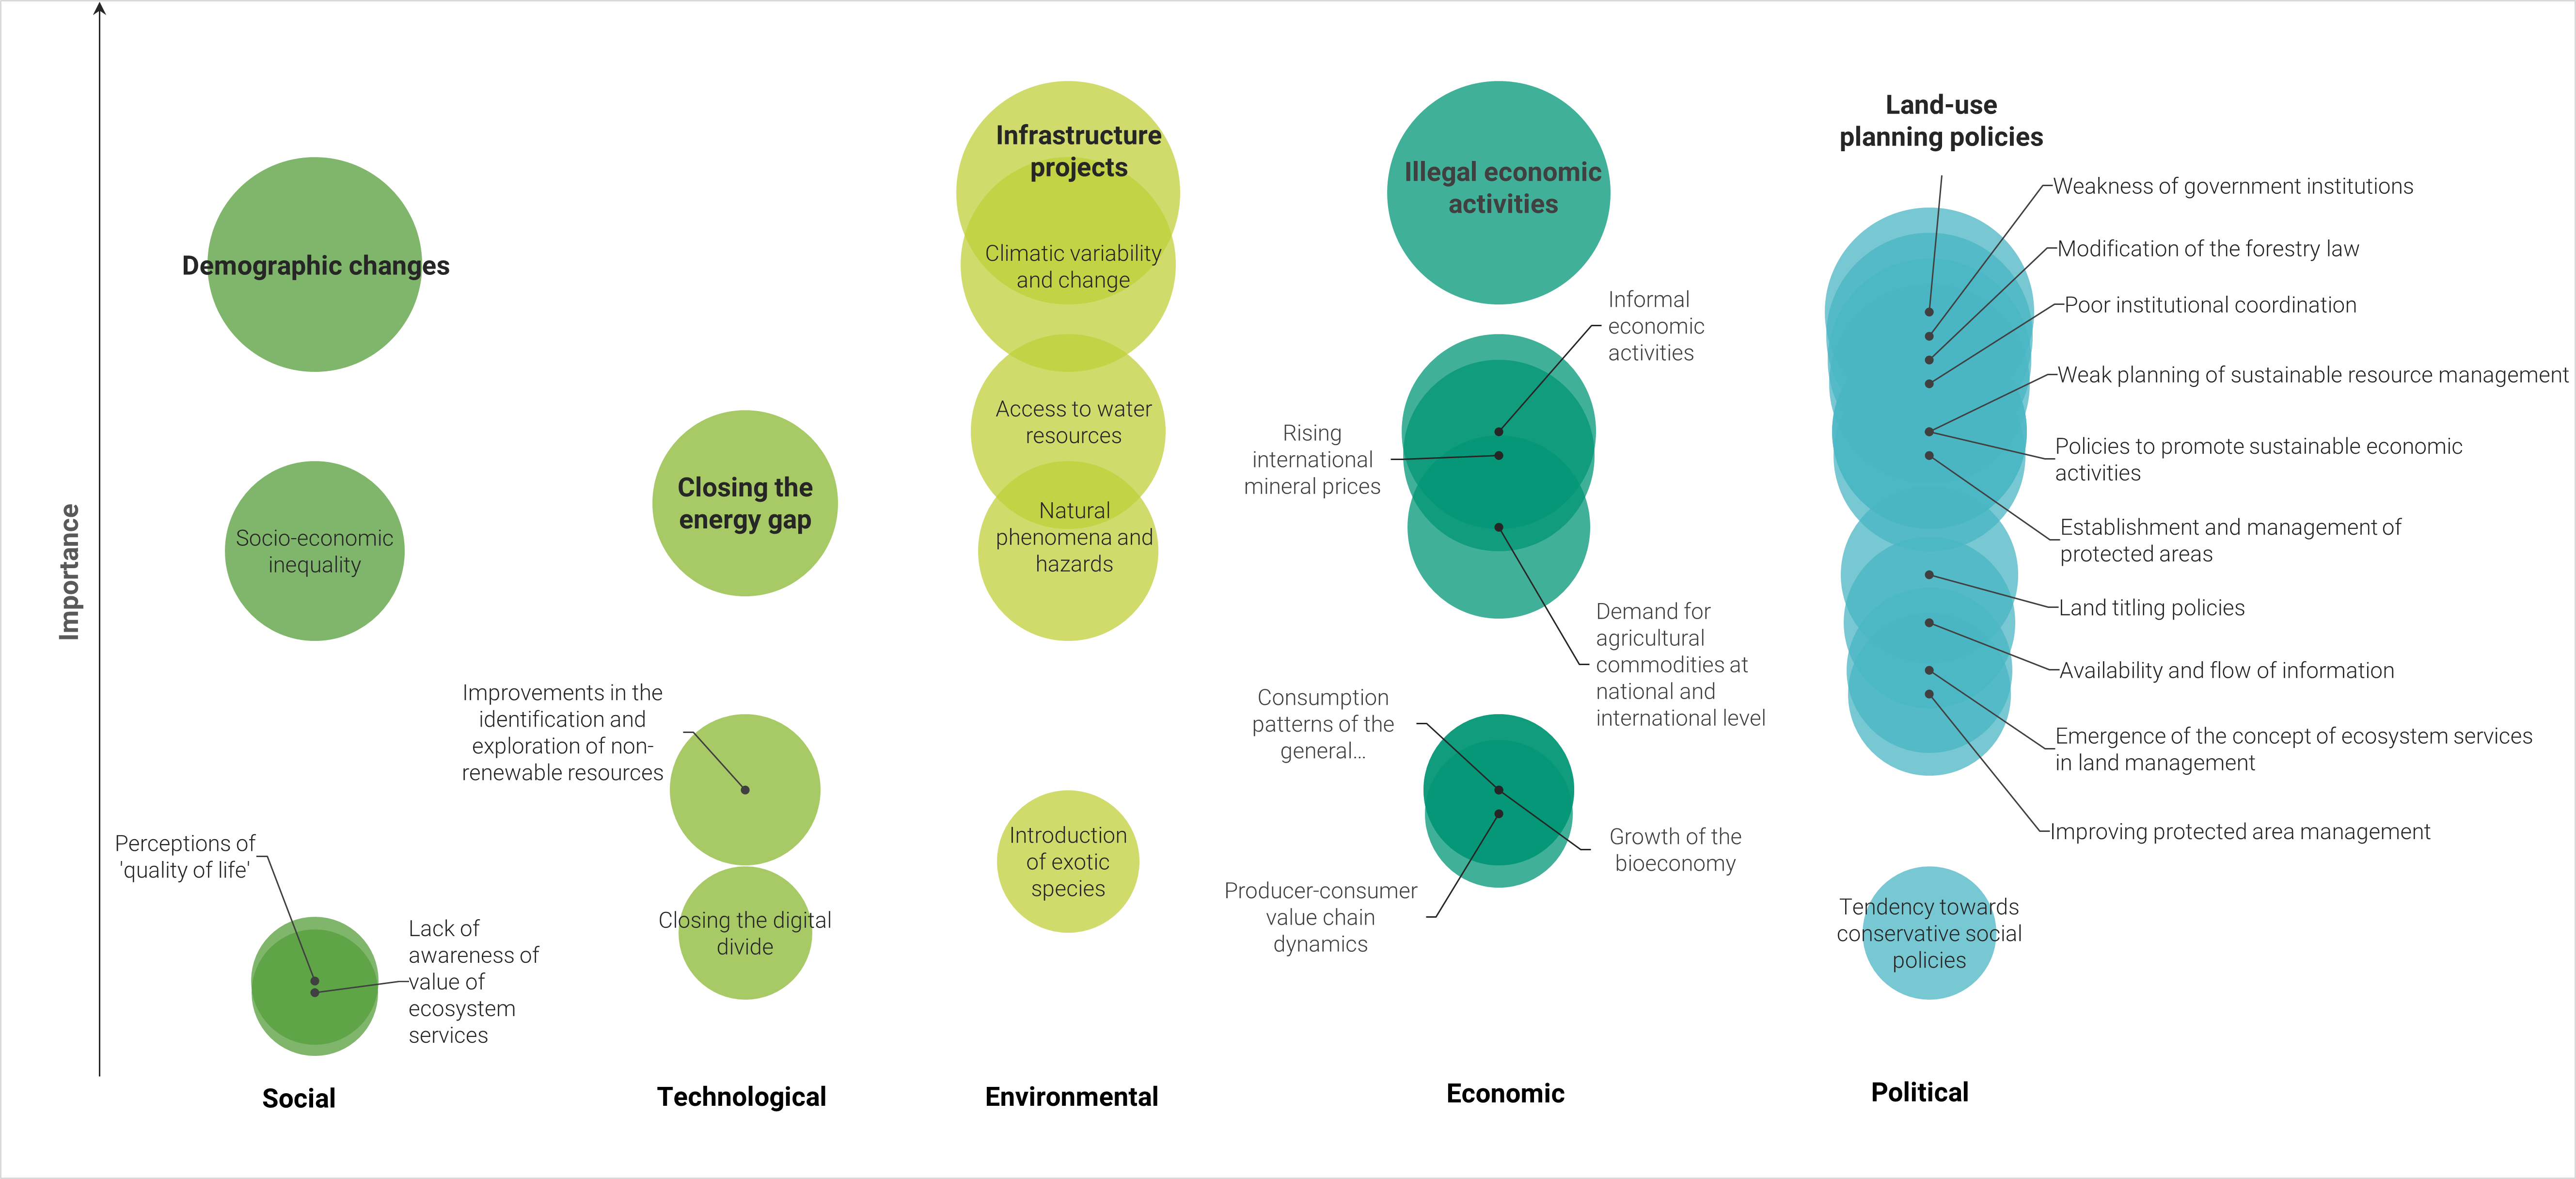 Importance
Demographic changes
Socio-economic
inequality
Perceptions of
'quality of life'
Lack of
awareness of
value of
ecosystem
services
Social
Closing the
energy gap
Improvements in the
identification and
exploration of non-
renewable resources
Closing the digital
divide
Technological
Infrastructure
projects
Climatic variability
and change
Access to water
resources
Natural
phenomena and
hazards
Introduction
of exotic
species
Environmental
Illegal economic
activities
Informal
economic
activities
Rising
international
mineral prices
Demand for
agricultural
commodities at
national and
international level
Consumption
patterns of the
general...
Growth of the
bioeconomy
Producer-consumer
value chain
dynamics
Economic
Land-use
planning policies
Weakness of government institutions
Modification of the forestry law
Poor institutional coordination
Weak planning of sustainable resource management
Policies to promote sustainable economic
activities
Establishment and management of
protected areas
Land titling policies
Availability and flow of information
Emergence of the concept of ecosystem services
in land management
Improving protected area management
Tendency towards
conservative social
policies
Political